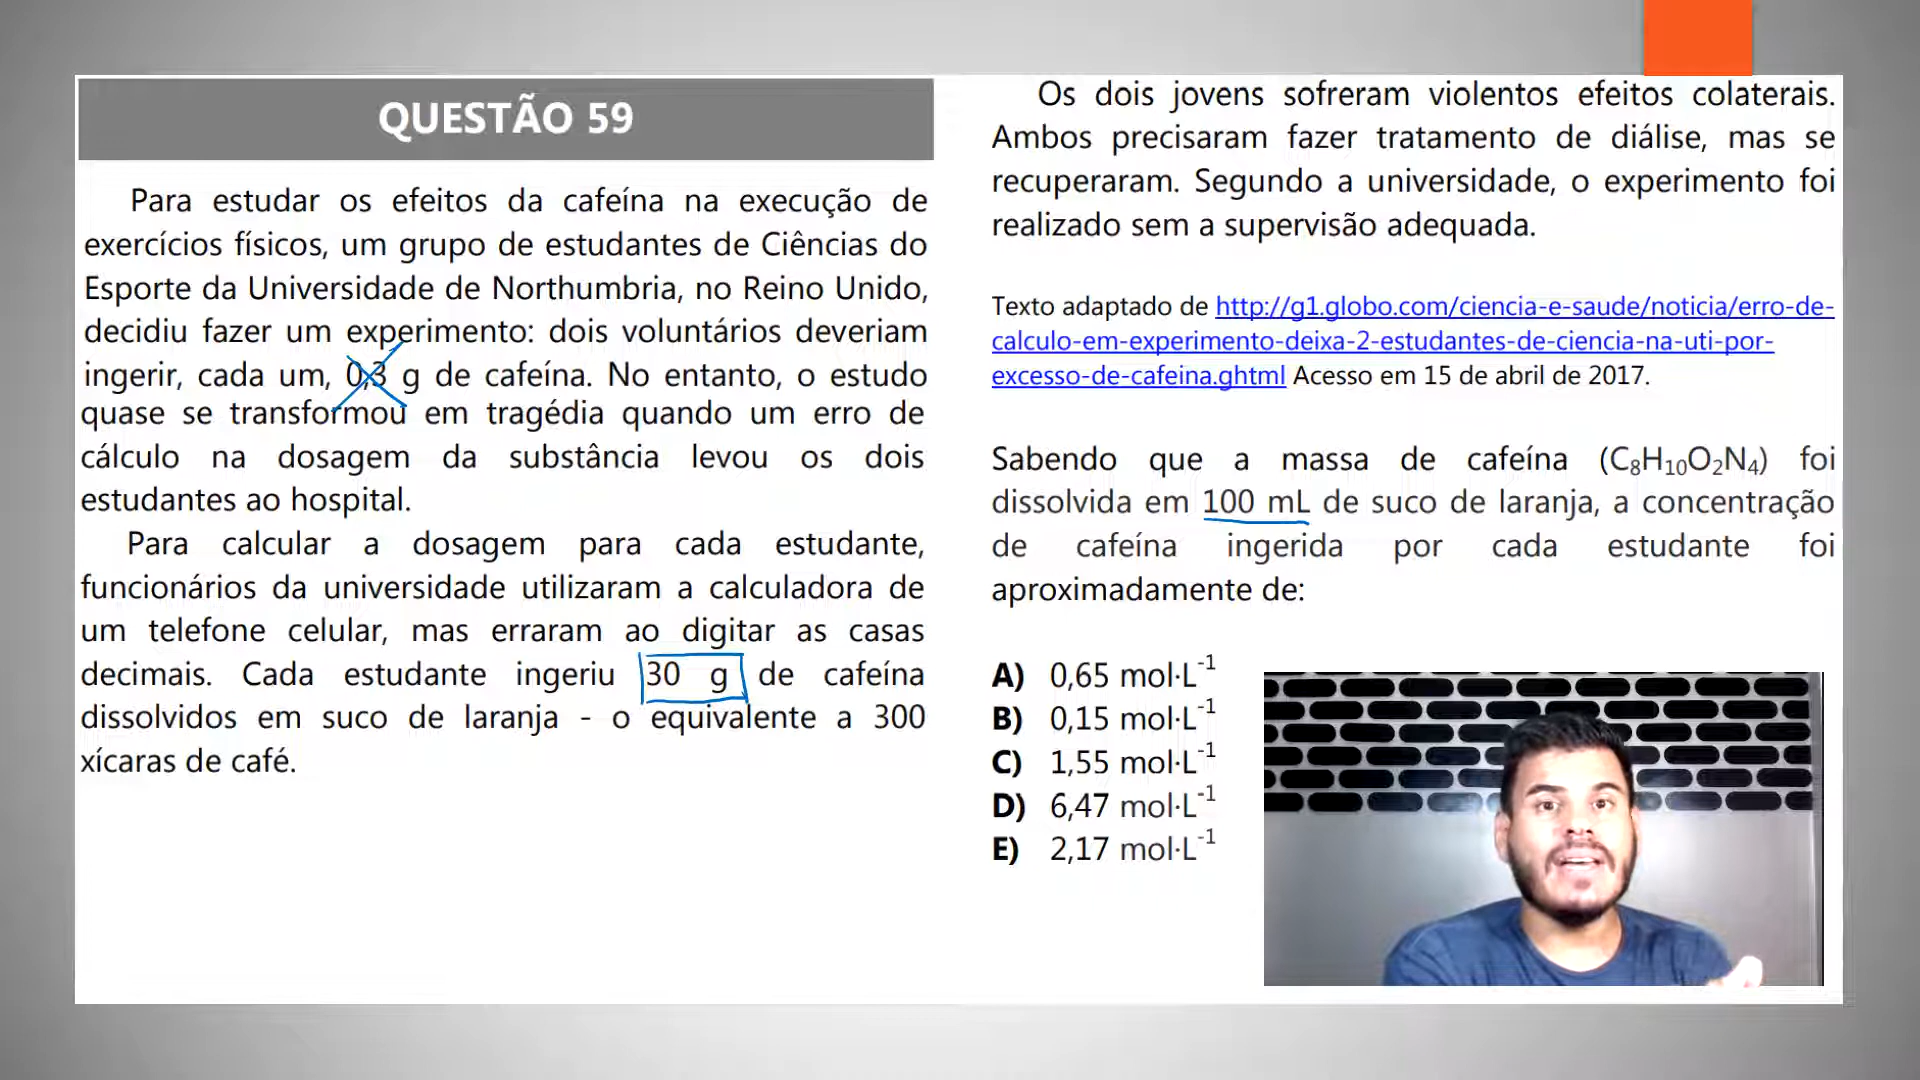 QUESTÃO 59
Para estudar os efeitos da cafeína na execução de
exercícios físicos, um grupo de estudantes de Ciências do
Esporte da Universidade de Northumbria, no Reino Unido,
decidiu fazer um experimento: dois voluntários deveriam
ingerir, cada um, 0,3 g de cafeína. No entanto, o estudo
quase se transformou em tragédia quando um erro de
cálculo na dosagem da substância levou os dois
estudantes ao hospital.
Para calcular a dosagem para cada estudante,
funcionários da universidade utilizaram a calculadora de
um telefone celular, mas erraram ao digitar as casas
decimais. Cada estudante ingeriu 30 g de cafeína
dissolvidos em suco de laranja - o equivalente a 300
xícaras de café.
Os dois jovens sofreram violentos efeitos colaterais.
Ambos precisaram fazer tratamento de diálise, mas se
recuperaram. Segundo a universidade, o experimento foi
realizado sem a supervisão adequada.
Texto adaptado de http://g1.globo.com/ciencia-e-saude/noticia/erro-de-
calculo-em-experimento-deixa-2-estudantes-de-ciencia-na-uti-por-
excesso-de-cafeina.ghtml Acesso em 15 de abril de 2017.
Sabendo que a massa de cafeína (C₈H₁₀O₂N₄) foi
dissolvida em 100 mL de suco de laranja, a concentração
de cafeína ingerida por cada estudante foi
aproximadamente de:
A) 0,65 mol·L⁻¹
B) 0,15 mol·L⁻¹
C) 1,55 mol·L⁻¹
D) 6,47 mol·L⁻¹
E) 2,17 mol·L⁻¹